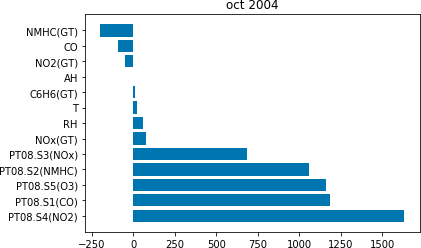 oct 2004
NMHC(GT)
CO
NO2(GT)
AH
C6H6(GT)
T
RH
NOx(GT)
PT08.S3(NOx)
PT08.S2(NMHC)
PT08.S5(O3)
PT08.S1(CO)
PT08.S4(NO2)
−250 0 250 500 750 1000 1250 1500